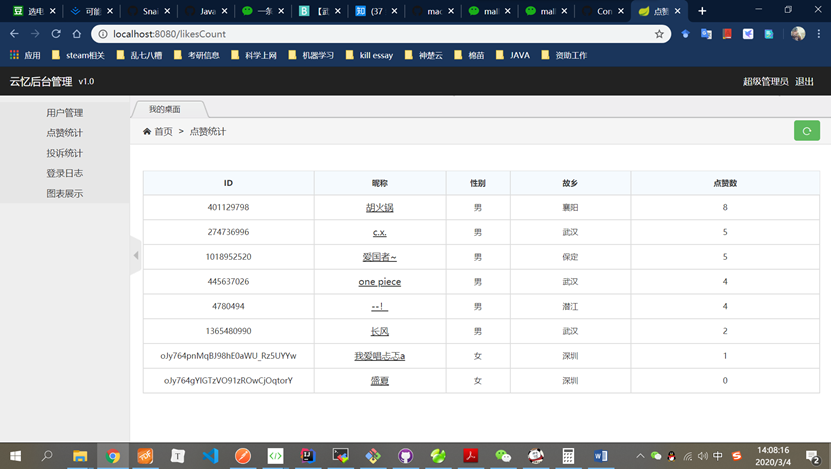 选电
可能
Snai
Java
一条
【武
(37
mac
mall
mall
Con
点赞
localhost:8080/likesCount
应用 steam相关 乱七八糟 考研信息 科学上网 机器学习 kill essay 神楚云 棉苗 JAVA 资助工作
云忆后台管理 v1.0 超级管理员 退出
用户管理
点赞统计
投诉统计
登录日志
图表展示
我的桌面
首页 > 点赞统计
ID 昵称 性别 故乡 点赞数
401129798 胡火锅 男 襄阳 8
274736996 c.x. 男 武汉 5
1018952520 爱国者~ 男 保定 5
445637026 one piece 男 武汉 4
4780494 --！ 男 潜江 4
1365480990 长风 男 武汉 2
oJy764pnMqBJ98hE0aWU_Rz5UYYw 我爱唱忐忑a 女 深圳 1
oJy764gYlGTzVO91zROwCjOqtorY 盛夏 女 深圳 0
中
14:08:16
2020/3/4
2